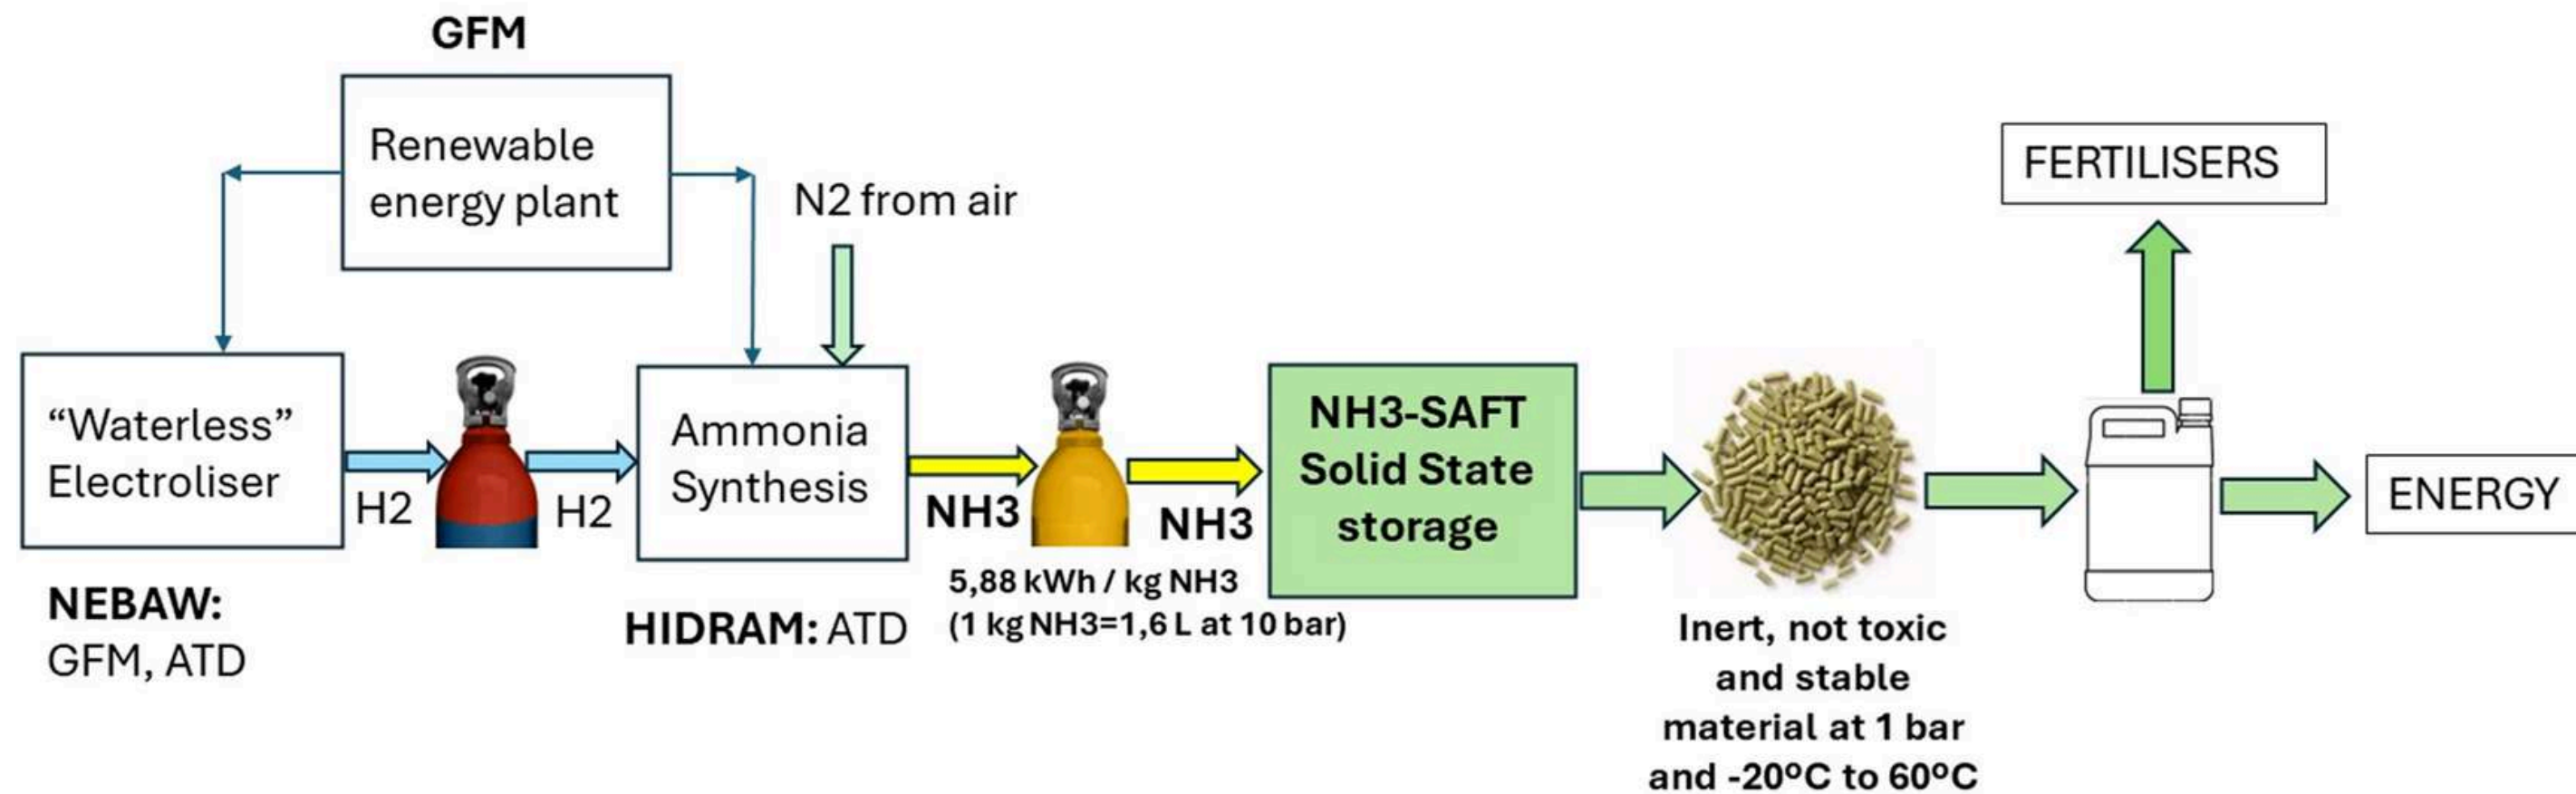 GFM
Renewable
energy plant
N2 from air
FERTILISERS
“Waterless”
Electroliser
H2
H2
Ammonia
Synthesis
NH3
NH3
NH3-SAFT
Solid State
storage
ENERGY
NEBAW:
GFM, ATD
HIDRAM: ATD
5,88 kWh / kg NH3
(1 kg NH3=1,6 L at 10 bar)
Inert, not toxic
and stable
material at 1 bar
and -20ºC to 60ºC